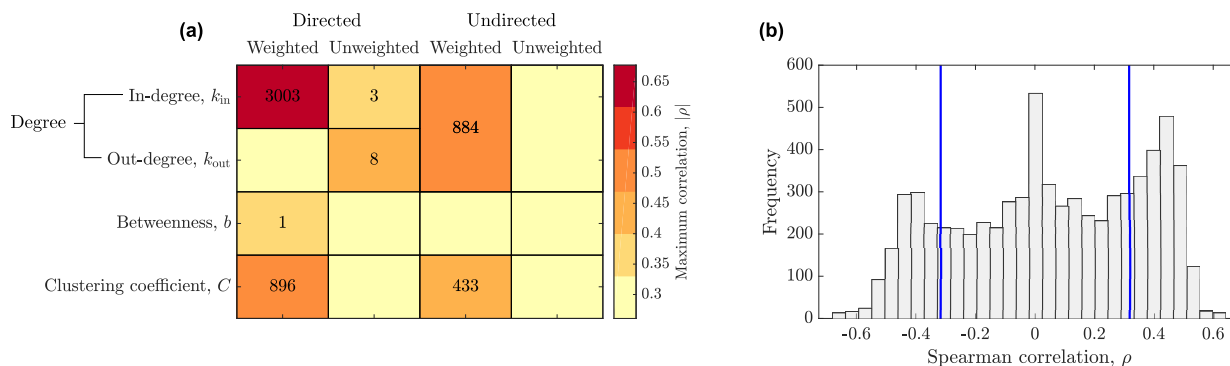 (a)
Directed Undirected
Weighted Unweighted Weighted Unweighted
Degree
In-degree, k_in
Out-degree, k_out
Betweenness, b
Clustering coefficient, C
3003 3 884
8
1
896 433
0.65
0.6
0.55
0.5
0.45
0.4
0.35
0.3
Maximum correlation, |ρ|
(b)
Frequency
600
500
400
300
200
100
0
-0.6 -0.4 -0.2 0 0.2 0.4 0.6
Spearman correlation, ρ